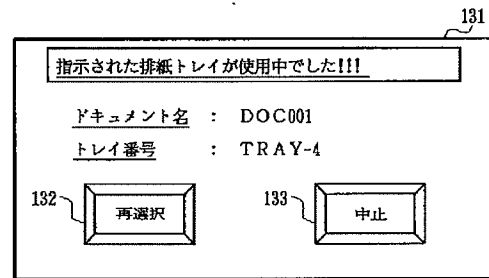 131
指示された排紙トレイが使用中でした!!!
ドキュメント名 : DOC001
トレイ番号 : TRAY-4
132 再選択 133 中止